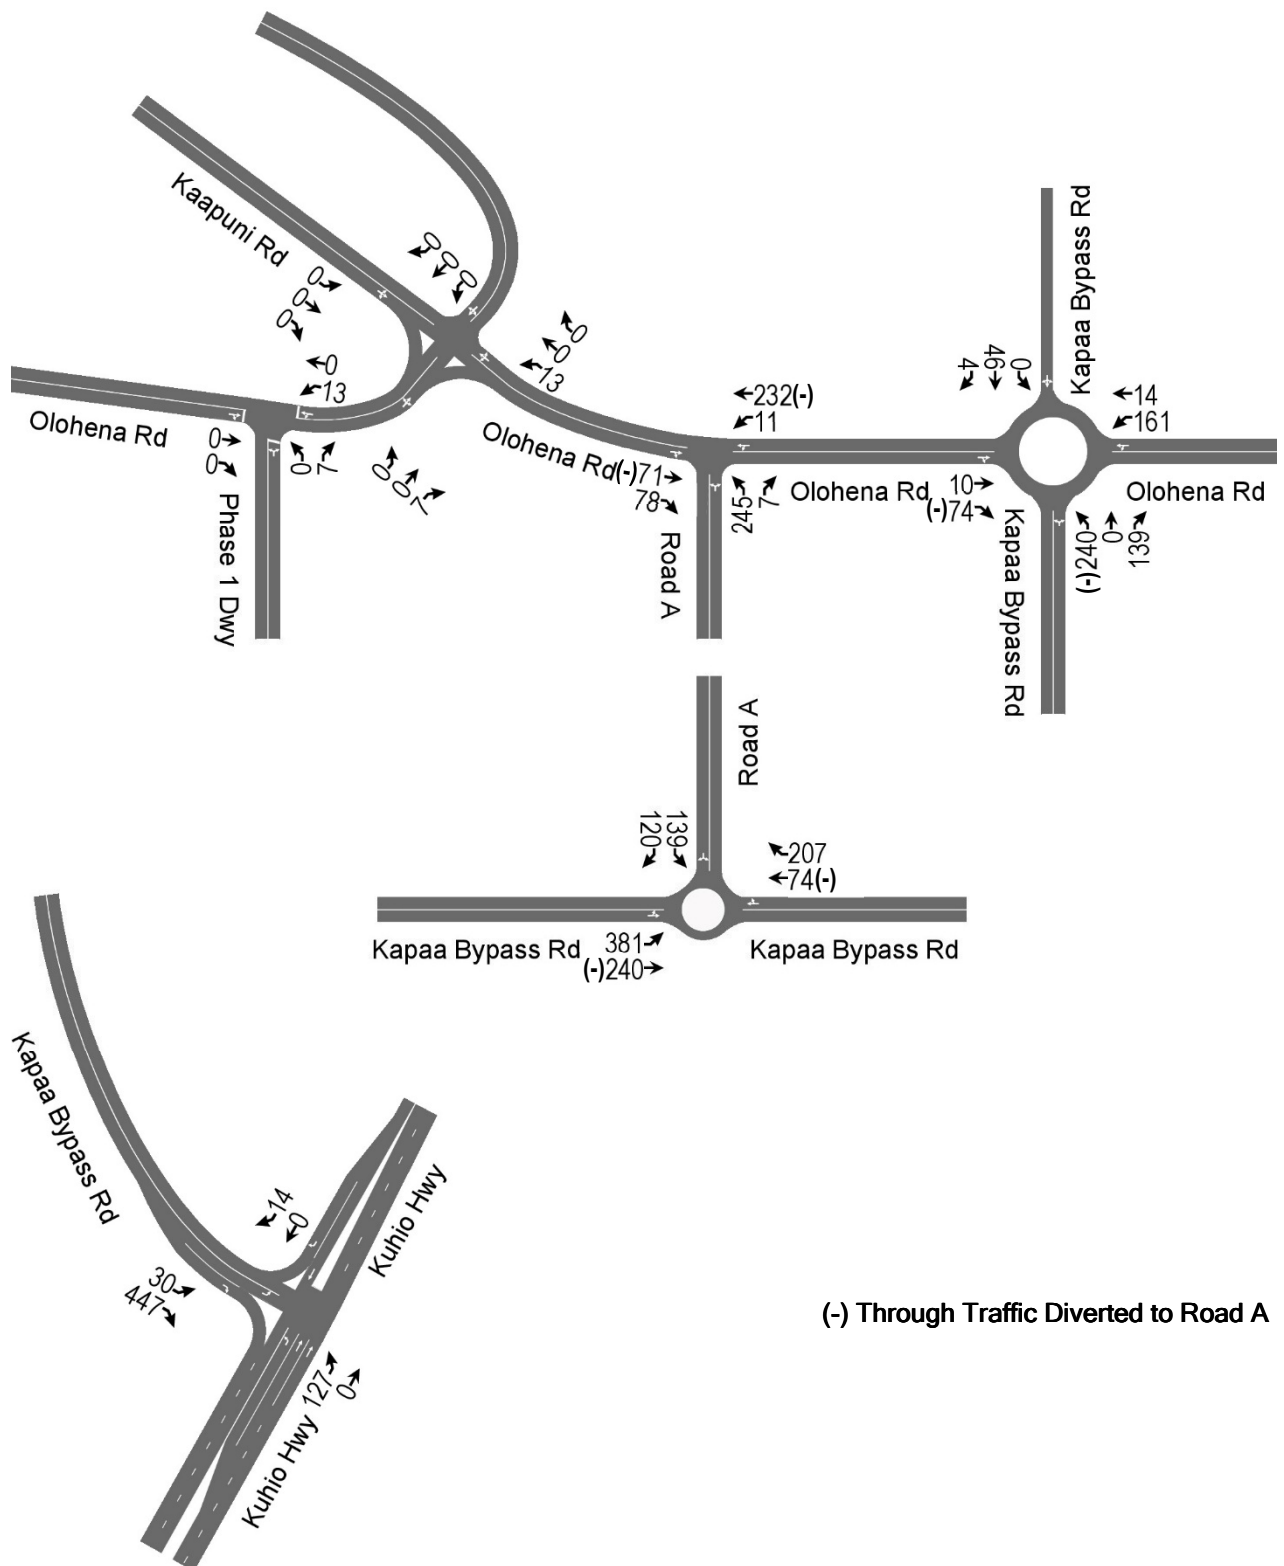 Kaapuni Rd
0
0
0
0
0
0
0
0
13
0
13
Olohena Rd
0
0
0
7
0
0
7
Phase 1 Dwy
Olohena Rd
232(-)
11
(-)71
78
245
7
Road A
Olohena Rd
Kapaa Bypass Rd
4
46
0
14
161
10
(-)74
Olohena Rd
(-)240
0
139
Kapaa Bypass Rd
Road A
120
139
207
74(-)
381
(-)240
Kapaa Bypass Rd
Kapaa Bypass Rd
Kapaa Bypass Rd
14
0
Kuhio Hwy
30
447
127
0
Kuhio Hwy
(-) Through Traffic Diverted to Road A